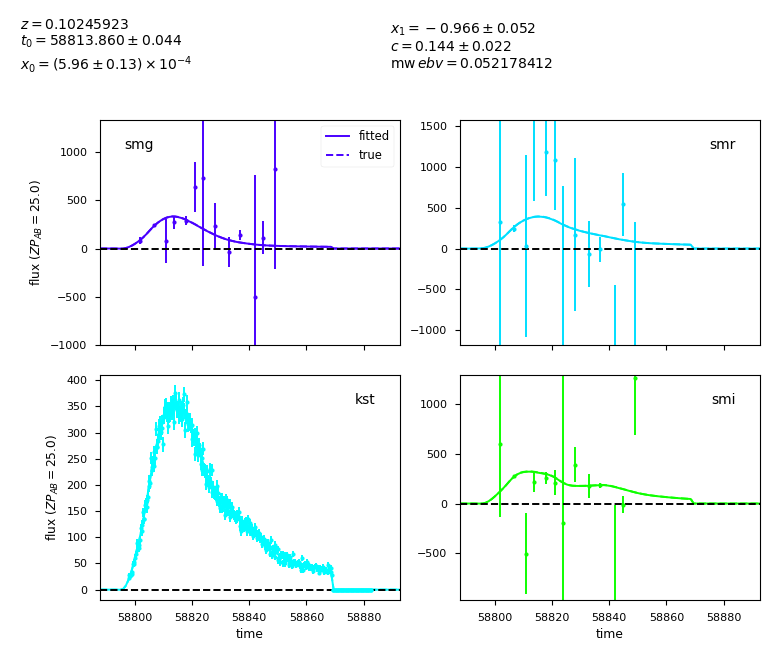 z = 0.10245923
t₀ = 58813.860 ± 0.044
x₀ = (5.96 ± 0.13) × 10⁻⁴
x₁ = −0.966 ± 0.052
c = 0.144 ± 0.022
mw ebv = 0.052178412
smg
fitted
true
1000
500
0
−500
−1000
flux (ZP_AB = 25.0)
smr
1500
1000
500
0
−500
−1000
kst
400
350
300
250
200
150
100
50
0
flux (ZP_AB = 25.0)
58800 58820 58840 58860 58880
time
smi
1000
500
0
−500
58800 58820 58840 58860 58880
time